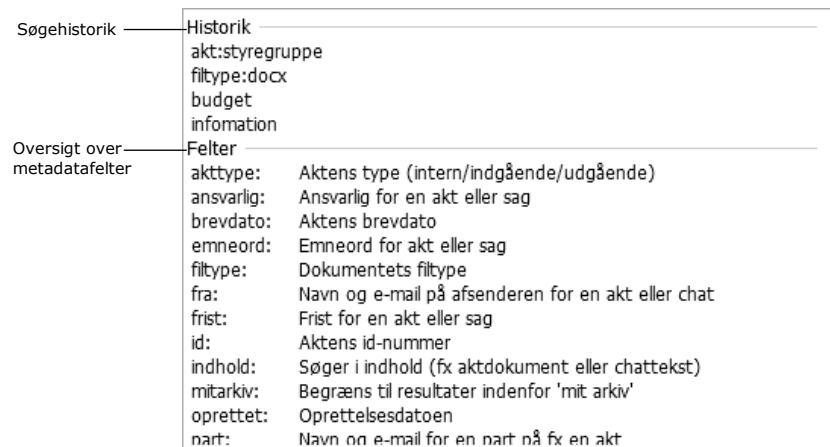 Søgehistorik
Historik
akt:styregruppe
filtype:docx
budget
infomation
Oversigt over
metadatafelter
Felter
akttype: Aktens type (intern/indgående/udgående)
ansvarlig: Ansvarlig for en akt eller sag
brevdato: Aktens brevdato
emneord: Emneord for akt eller sag
filtype: Dokumentets filtype
fra: Navn og e-mail på afsenderen for en akt eller chat
frist: Frist for en akt eller sag
id: Aktens id-nummer
indhold: Søger i indhold (fx aktdokument eller chattekst)
mitarkiv: Begræns til resultater indenfor 'mit arkiv'
oprettet: Oprettelsesdatoen
part: Navn og e-mail for en part på fx en akt